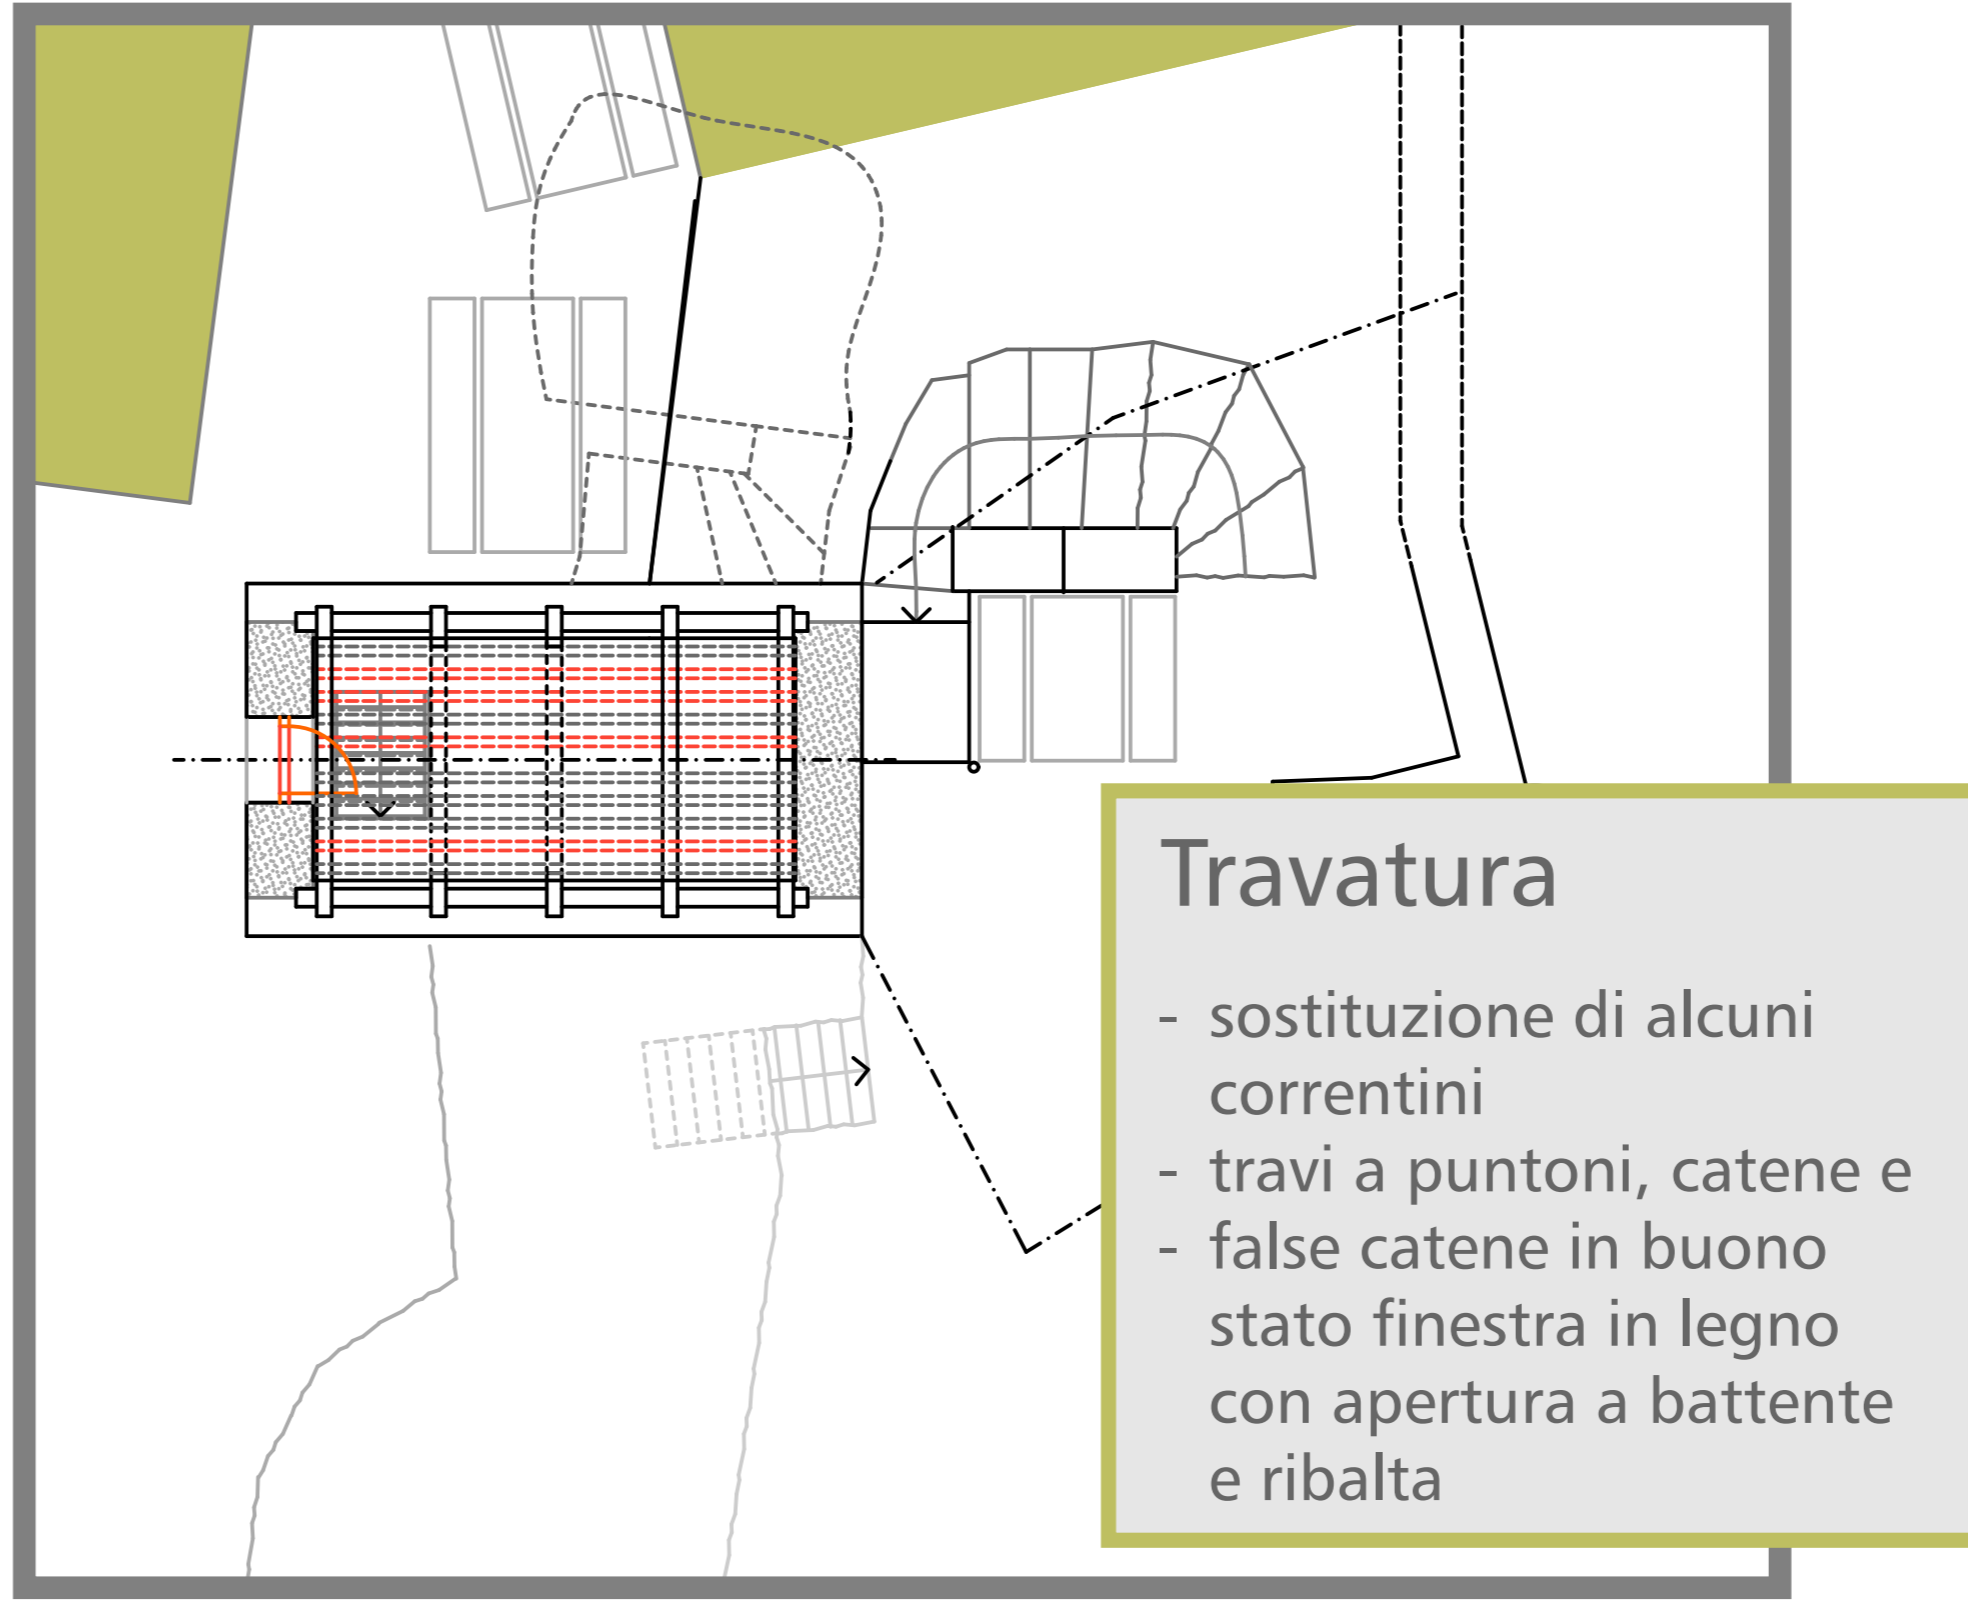 Travatura
- sostituzione di alcuni
correntini
- travi a puntoni, catene e
- false catene in buono
stato finestra in legno
con apertura a battente
e ribalta